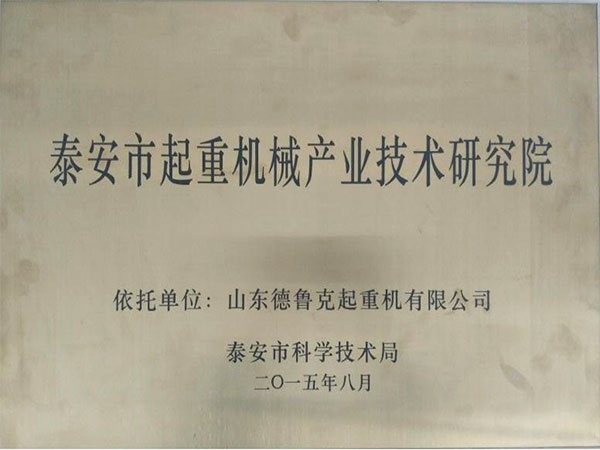 泰安市起重机械产业技术研究院
依托单位：山东德鲁克起重机有限公司
泰安市科学技术局
二〇一五年八月